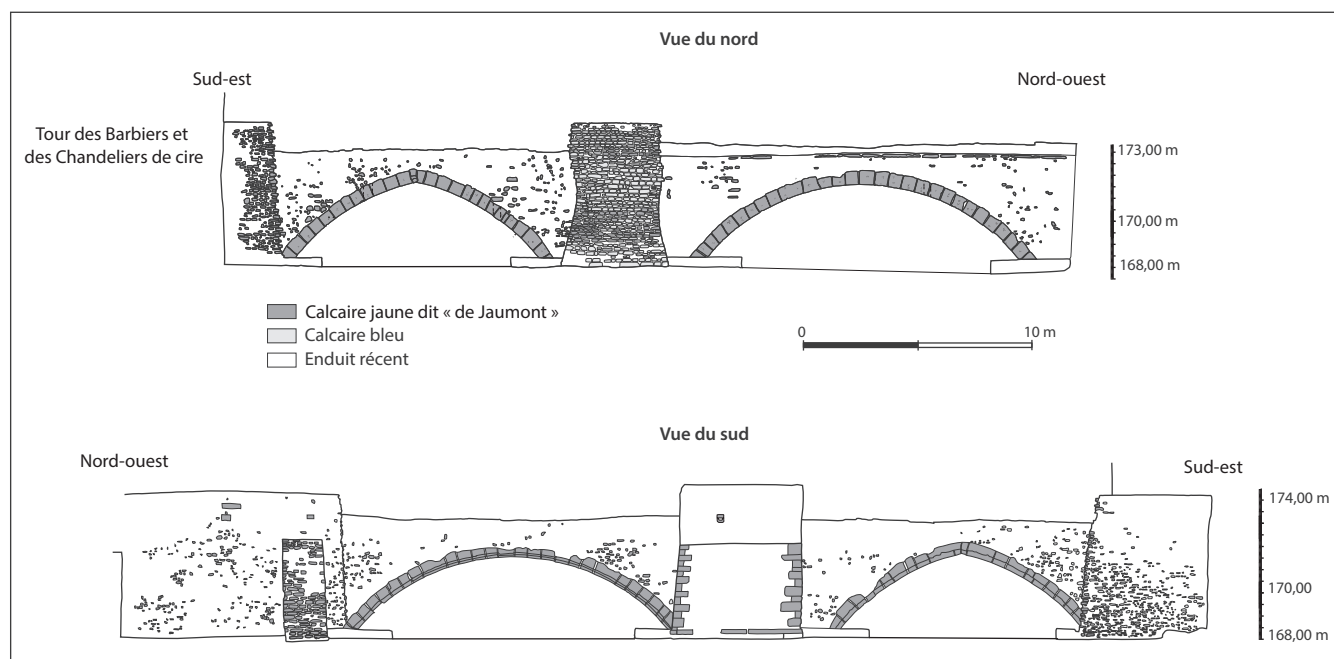 Vue du nord
Sud-est
Nord-ouest
Tour des Barbiers et
des Chandeliers de cire
173,00 m
170,00 m
168,00 m
Calcaire jaune dit « de Jaumont »
Calcaire bleu
Enduit récent
0
10 m
Vue du sud
Nord-ouest
Sud-est
174,00 m
170,00
168,00 m